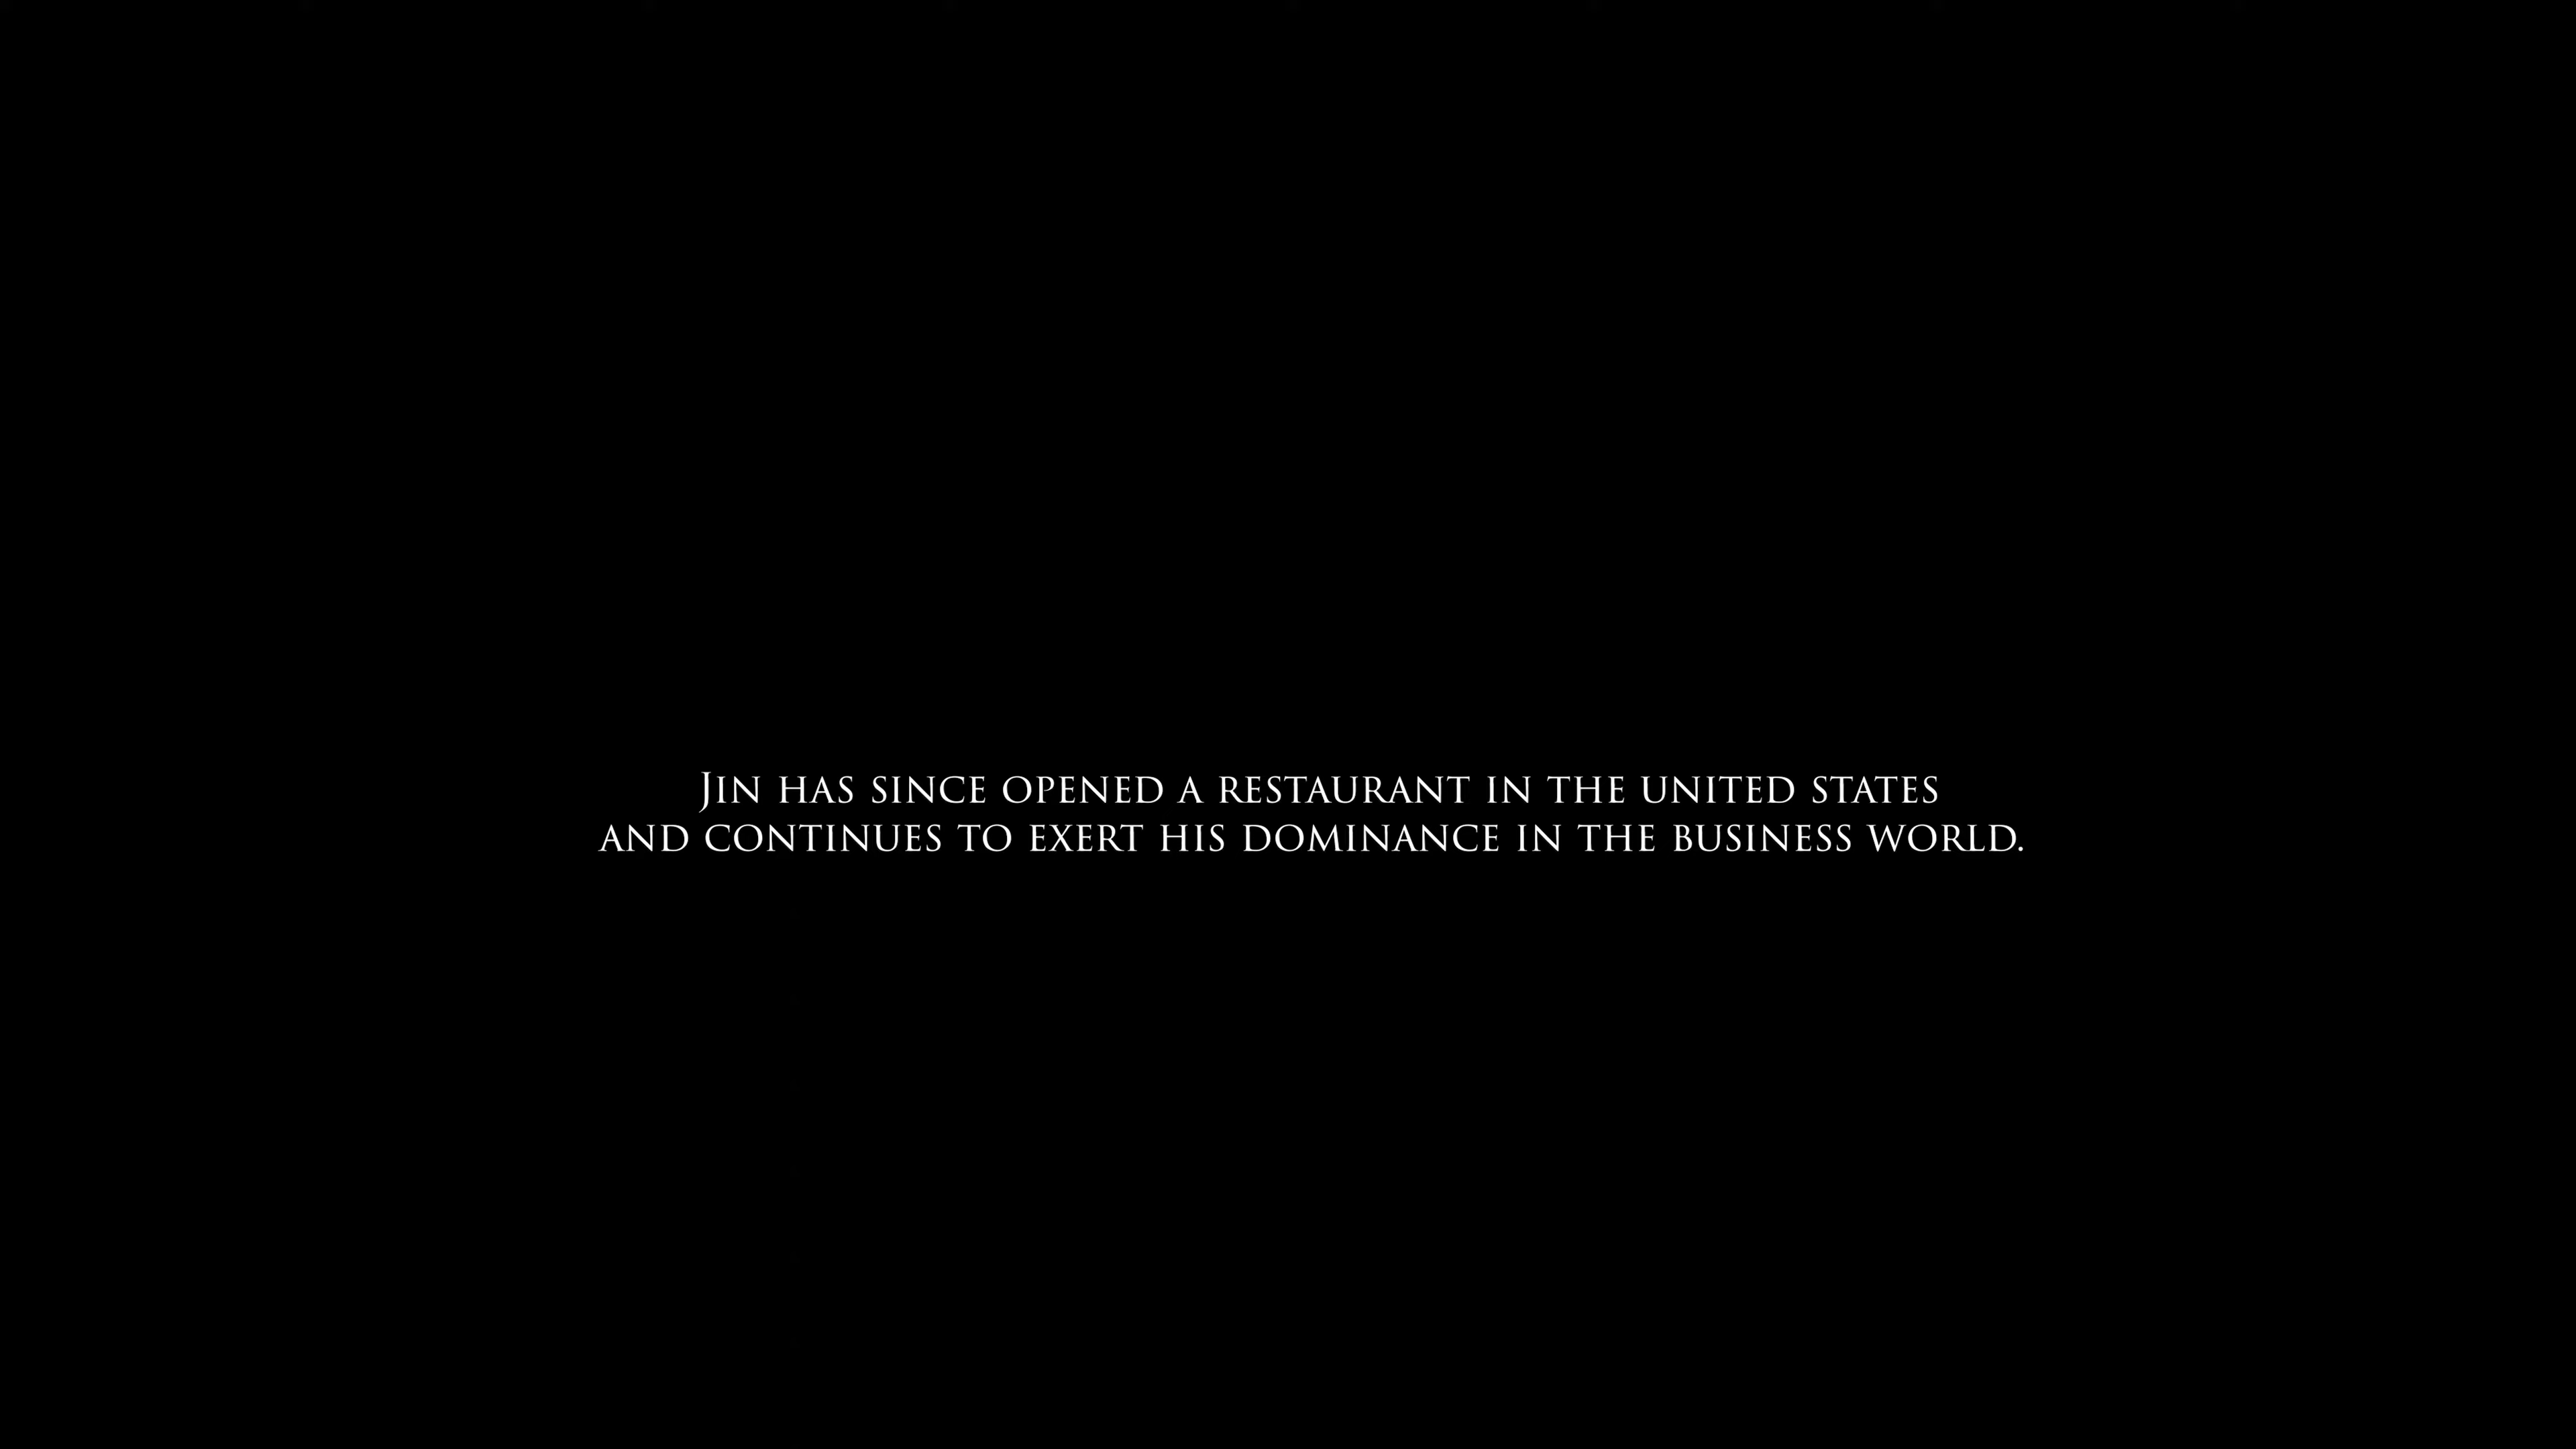 Jin has since opened a restaurant in the united states
and continues to exert his dominance in the business world.